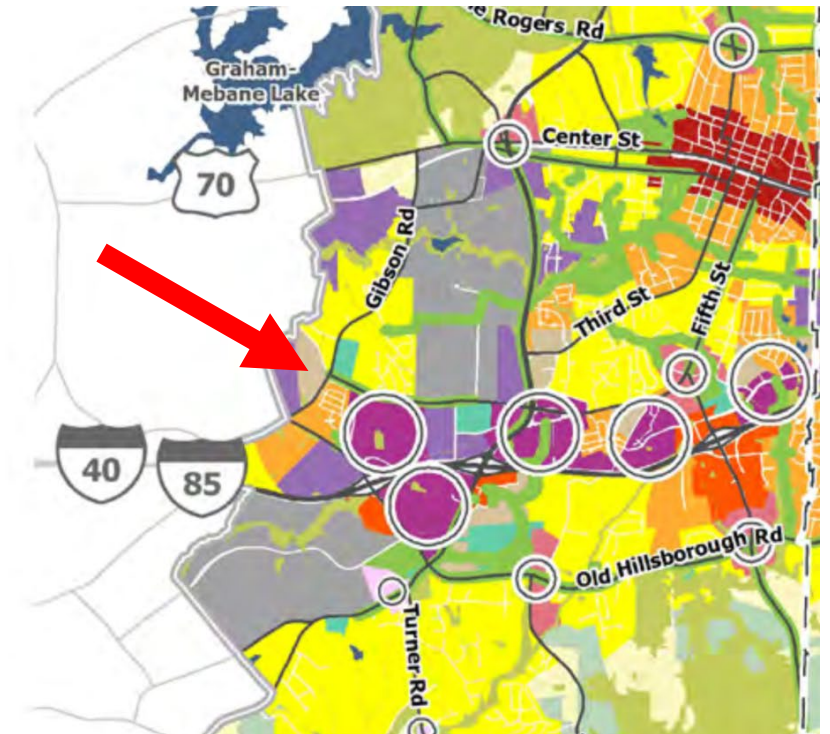 Rogers Rd
Graham-
Mebane Lake
Center St
70
Gibson Rd
Third St
Fifth St
40
85
Old Hillsborough Rd
Turner Rd